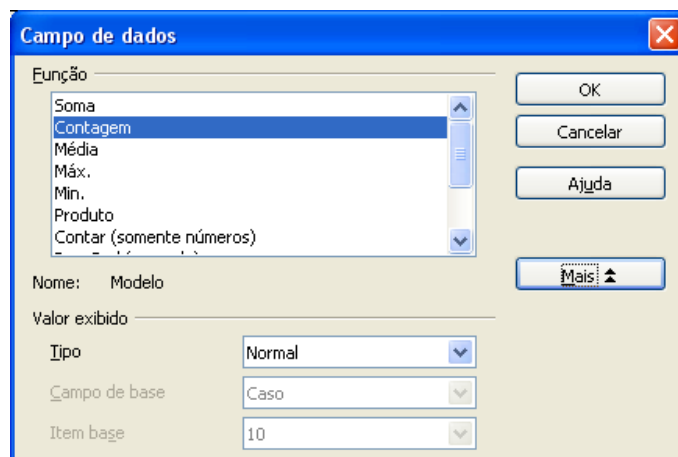 Campo de dados
Função
OK
Soma
Contagem
Cancelar
Média
Máx.
Ajuda
Min.
Produto
Contar (somente números)
Mais
Nome: Modelo
Valor exibido
Tipo Normal
Campo de base Caso
Item base 10